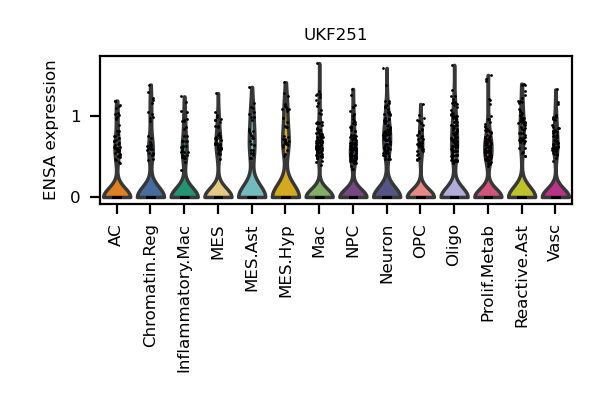 UKF251
ENSA expression
1
0
AC
Chromatin.Reg
Inflammatory.Mac
MES
MES.Ast
MES.Hyp
Mac
NPC
Neuron
OPC
Oligo
Prolif.Metab
Reactive.Ast
Vasc